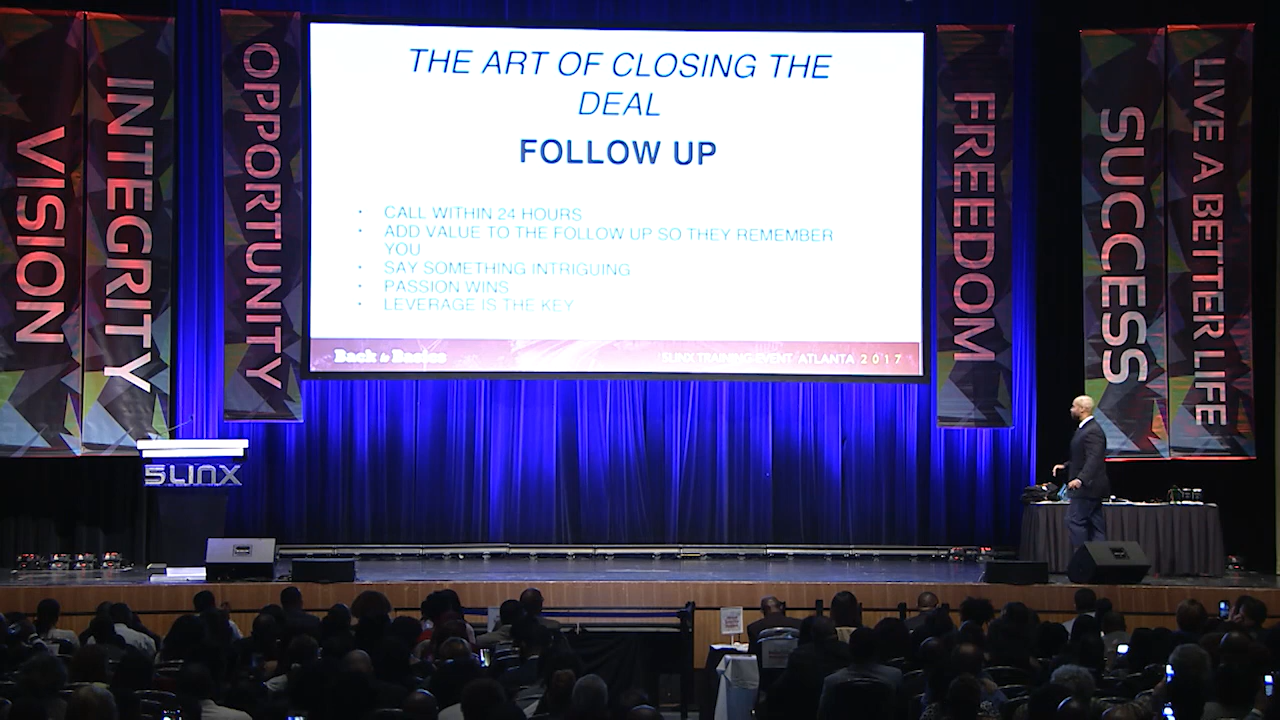 THE ART OF CLOSING THE
DEAL
FOLLOW UP
• CALL WITHIN 24 HOURS
• ADD VALUE TO THE FOLLOW UP SO THEY REMEMBER
YOU
• SAY SOMETHING INTRIGUING
• PASSION WINS
• LEVERAGE IS THE KEY
Back to Basics
5LINX TRAINING EVENT ATLANTA 2017
VISION
INTEGRITY
OPPORTUNITY
FREEDOM
SUCCESS
LIVE A BETTER LIFE
5LINX